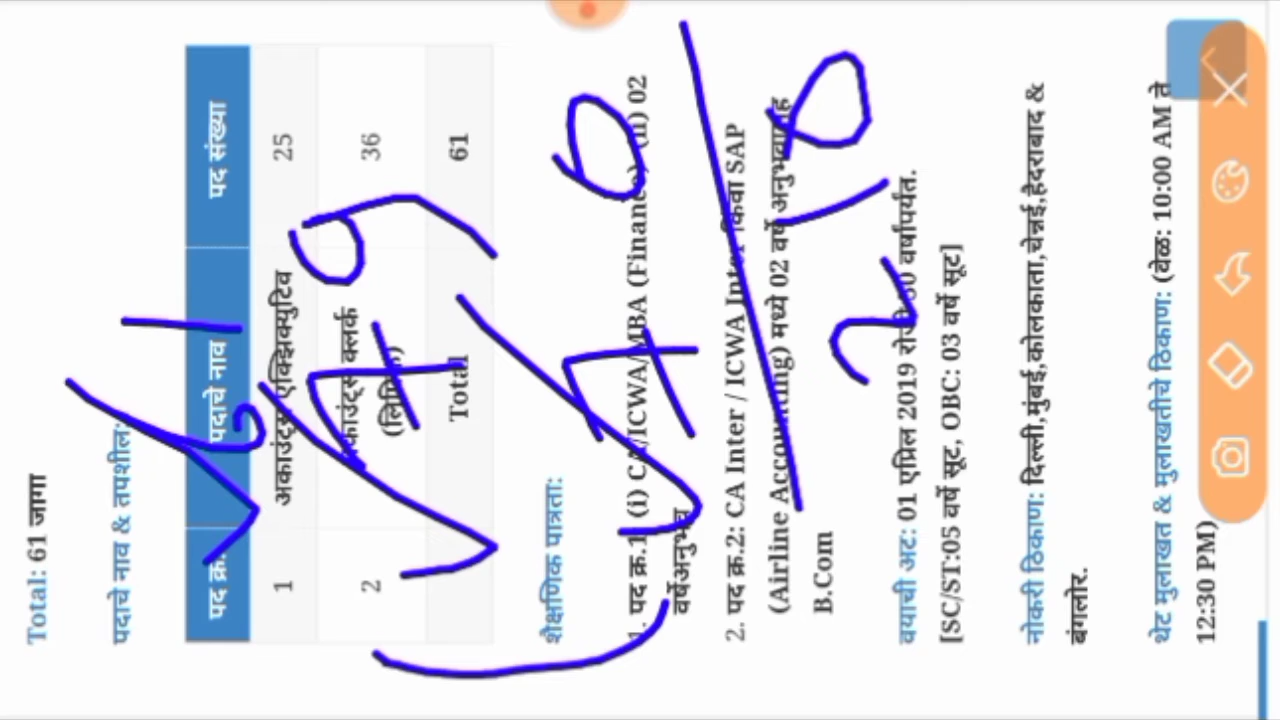 Total: 61 जागा
पदाचे नाव & तपशील:
पद क्र. पदाचे नाव पद संख्या
1 अकाउंट्स एक्झिक्युटिव 25
2 अकाउंट्स क्लर्क 36
Total 61
शैक्षणिक पात्रता:
1. पद क्र.1: (i) CA/ICWA/MBA (Finance) (ii) 02
वर्षे अनुभव
2. पद क्र.2: CA Inter / ICWA Inter किंवा SAP
(Airline Accounting) मध्ये 02 वर्षे अनुभवासह
B.Com
वयाची अट: 01 एप्रिल 2019 रोजी 30 वर्षांपर्यंत.
[SC/ST:05 वर्षे सूट, OBC: 03 वर्षे सूट]
नोकरी ठिकाण: दिल्ली,मुंबई,कोलकाता,चेन्नई,हैदराबाद &
बंगलोर.
थेट मुलाखत & मुलाखतीचे ठिकाण: (वेळ: 10:00 AM ते
12:30 PM)